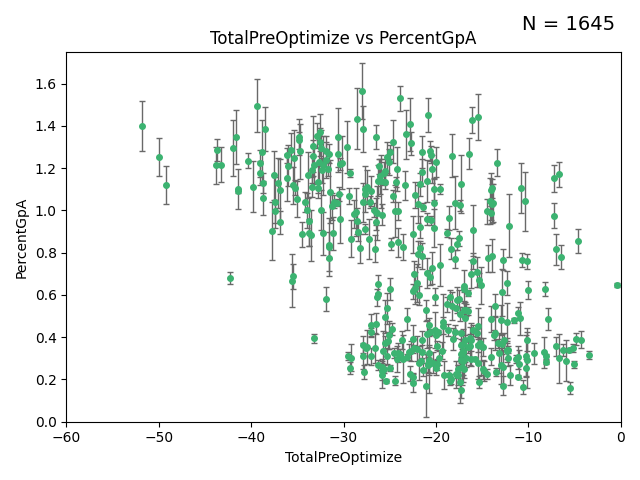 N = 1645
TotalPreOptimize vs PercentGpA
PercentGpA
1.6
1.4
1.2
1.0
0.8
0.6
0.4
0.2
0.0
−60 −50 −40 −30 −20 −10 0
TotalPreOptimize